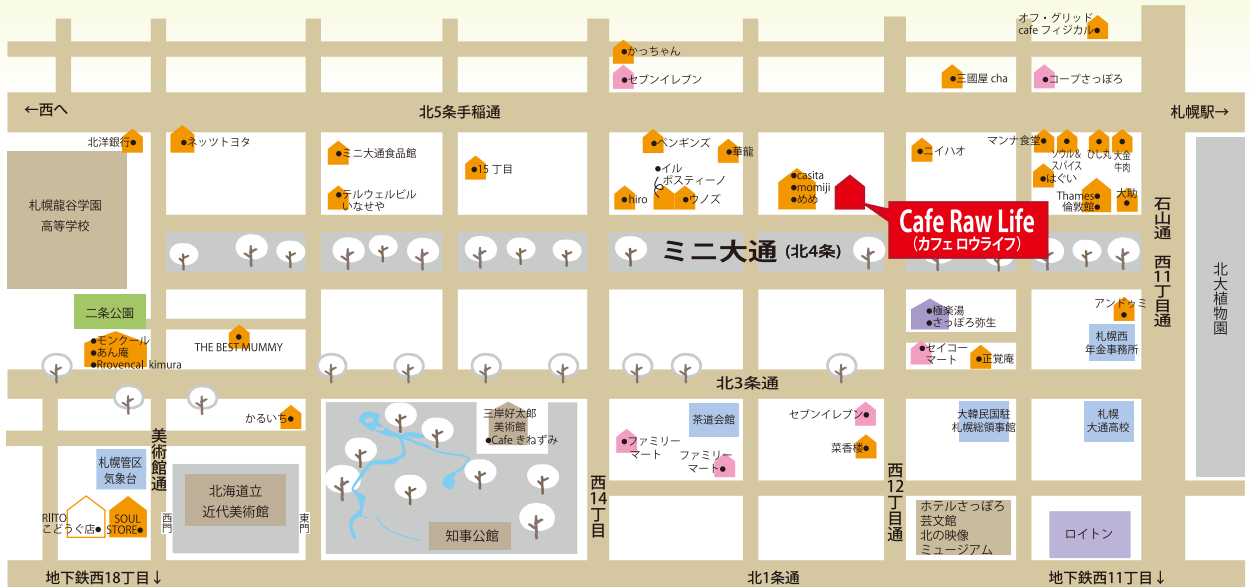 オフ・グリッド
cafe フィジカル
かっちゃん
セブンイレブン
三國屋 cha
コープさっぽろ
←西へ
北5条手稲通
札幌駅→
北洋銀行
ネッツトヨタ
ミニ大通食品館
15丁目
ペンギンズ
華龍
ニイハオ
マンナ食堂
ソウル&
スパイス
ひし丸
大金
牛肉
イル
ポスティーノ
casita
momiji
めめ
はぐい
テルウェルビル
いなせや
hiro
ウノズ
Thames
倫敦館
大助
札幌龍谷学園
高等学校
Cafe Raw Life
(カフェ ロウライフ)
ミニ大通 (北4条)
石山通 西11丁目通
北大植物園
二条公園
モンクール
あん庵
Rrovencal kimura
THE BEST MUMMY
極楽湯
さっぽろ弥生
アンドゥミ
札幌西
年金事務所
セイコー
マート
正覚庵
北3条通
かるいち
三岸好太郎
美術館
Cafe きねずみ
茶道会館
セブンイレブン
大韓民国駐
札幌総領事館
札幌
大通高校
美術館通
ファミリー
マート
ファミリー
マート
菜香楼
札幌管区
気象台
北海道立
近代美術館
西14丁目
西12丁目通
RIITO
こどうぐ店
SOUL
STORE
西門
東門
知事公館
ホテルさっぽろ
芸文館
北の映像
ミュージアム
ロイトン
地下鉄西18丁目↓
北1条通
地下鉄西11丁目↓